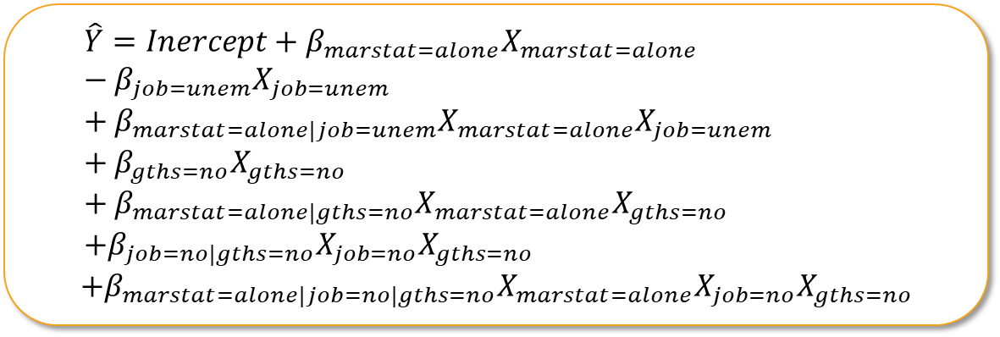 Ŷ = Inercept + β_{marstat=alone}X_{marstat=alone}
− β_{job=unem}X_{job=unem}
+ β_{marstat=alone|job=unem}X_{marstat=alone}X_{job=unem}
+ β_{gths=no}X_{gths=no}
+ β_{marstat=alone|gths=no}X_{marstat=alone}X_{gths=no}
+β_{job=no|gths=no}X_{job=no}X_{gths=no}
+β_{marstat=alone|job=no|gths=no}X_{marstat=alone}X_{job=no}X_{gths=no}